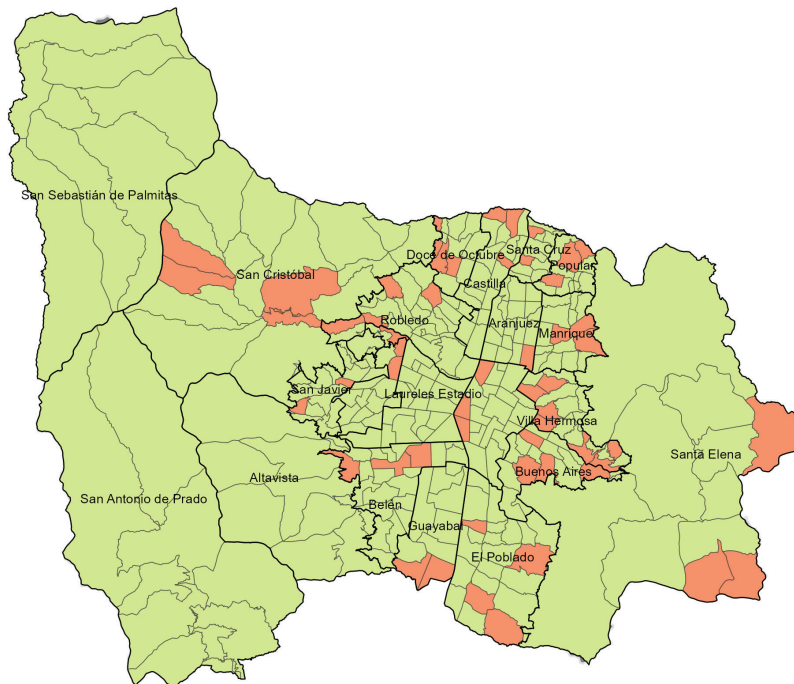 San Sebastián de Palmitas
Doce de Octubre
Santa Cruz
Popular
San Cristóbal
Castilla
Robledo
Aranjuez
Manrique
San Javier
Laureles Estadio
Villa Hermosa
Santa Elena
Buenos Aires
Altavista
San Antonio de Prado
Belén
Guayabal
El Poblado